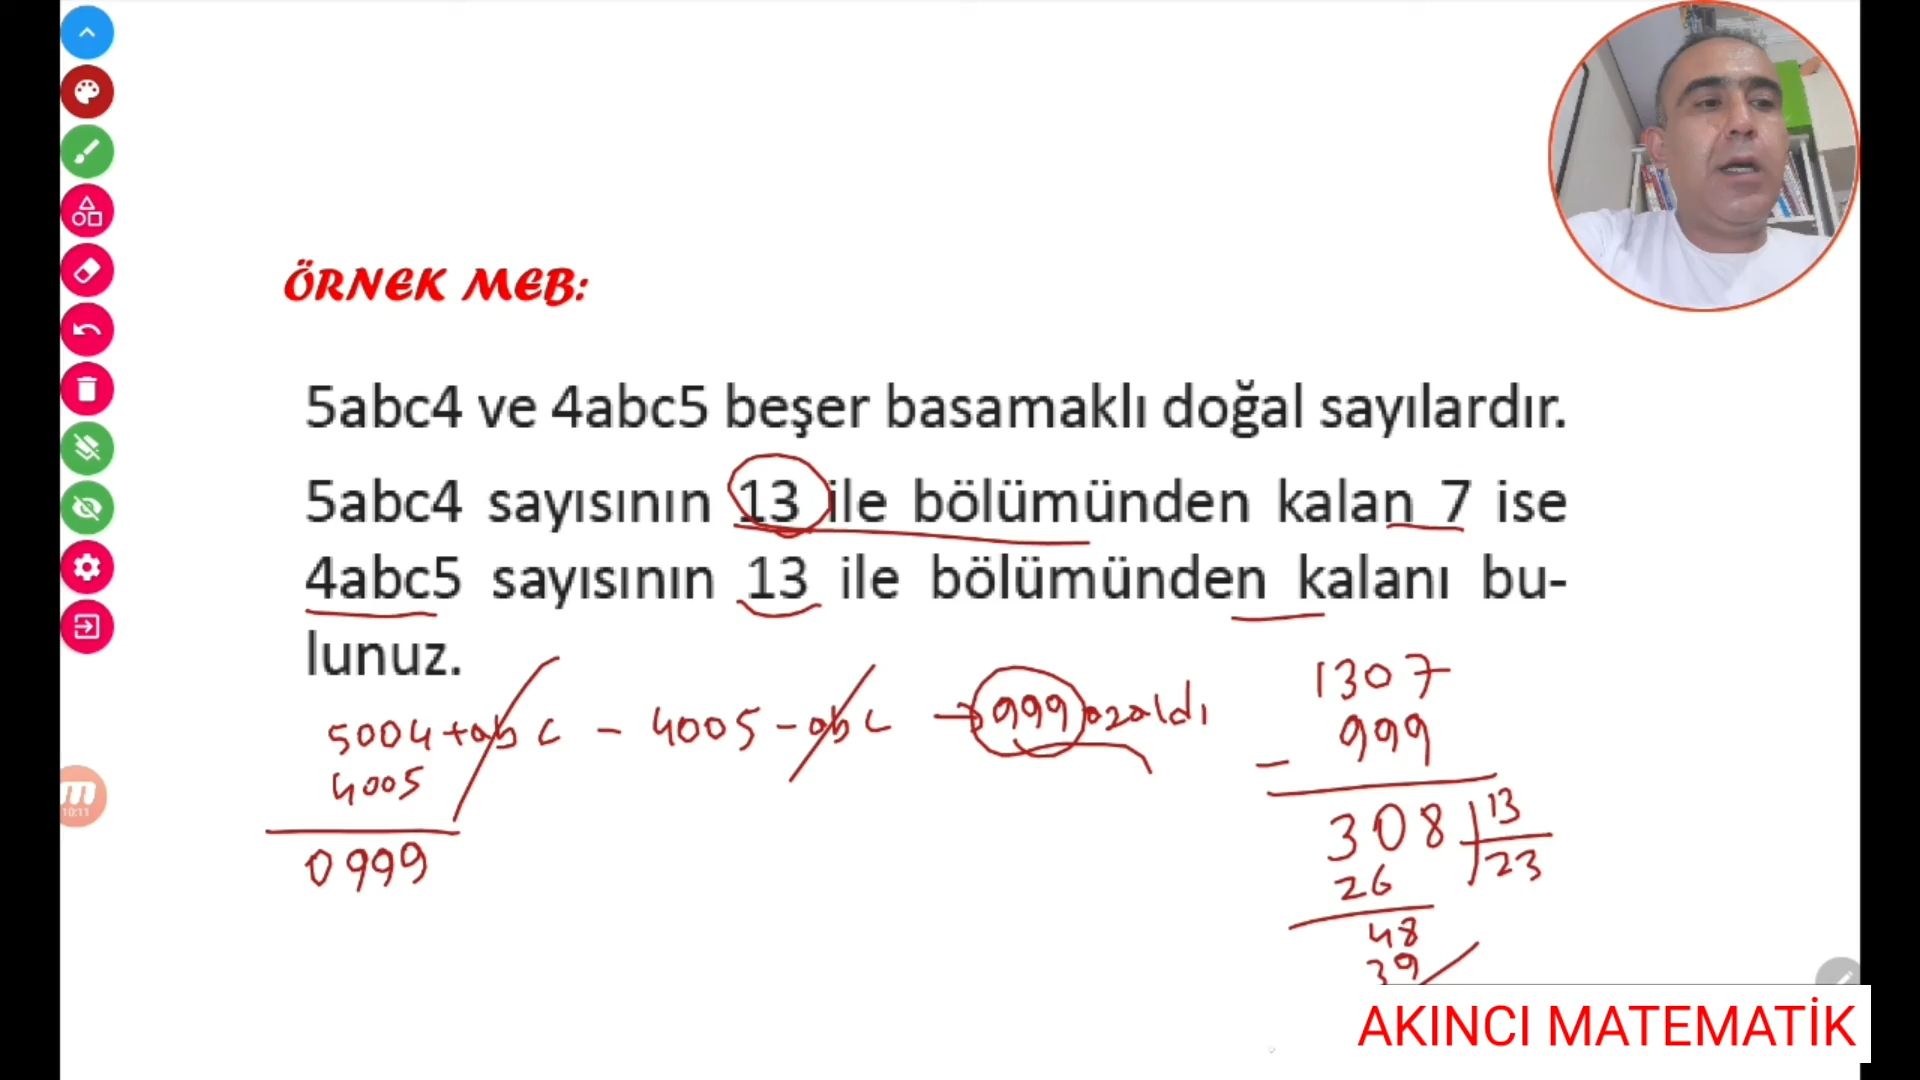 ÖRNEK MEB:
5abc4 ve 4abc5 beşer basamaklı doğal sayılardır.
5abc4 sayısının 13 ile bölümünden kalan 7 ise
4abc5 sayısının 13 ile bölümünden kalanı bu-
lunuz.
5004+abc - 4005-abc → 999 azaldı
4005
0999
1307
- 999
308 13
26 23
48
39
m
10:11
AKINCI MATEMATİK